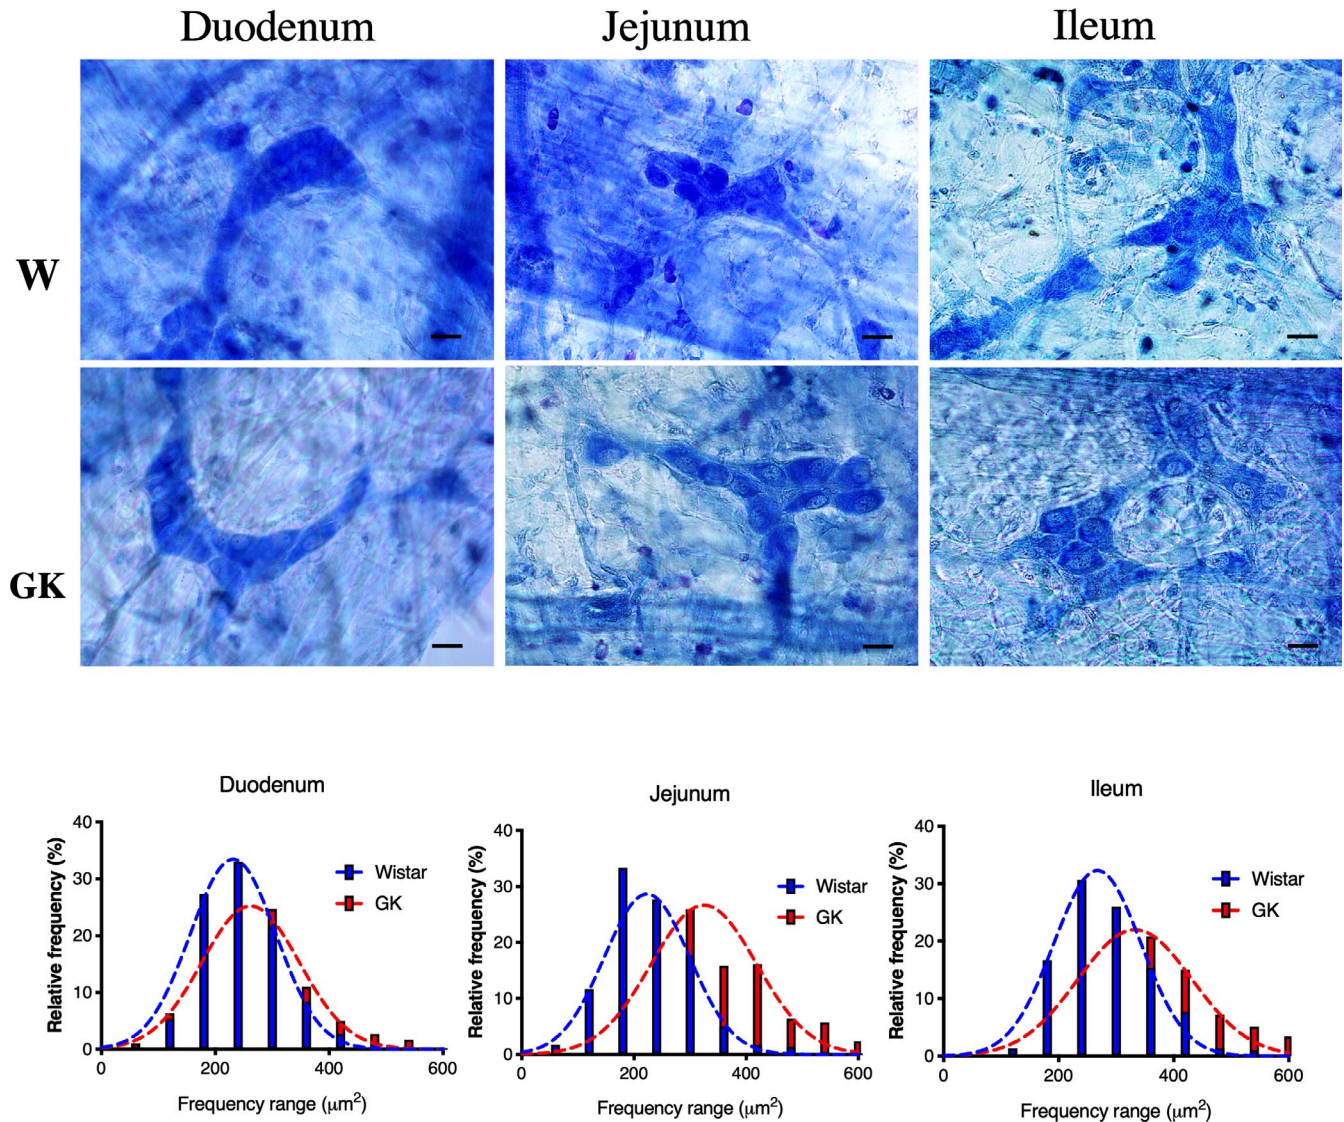 Duodenum Jejunum Ileum
W
GK
Duodenum
Relative frequency (%)
40
30
20
10
0
0 200 400 600
Frequency range (μm²)
Wistar
GK
Jejunum
Relative frequency (%)
40
30
20
10
0
0 200 400 600
Frequency range (μm²)
Wistar
GK
Ileum
Relative frequency (%)
40
30
20
10
0
0 200 400 600
Frequency range (μm²)
Wistar
GK